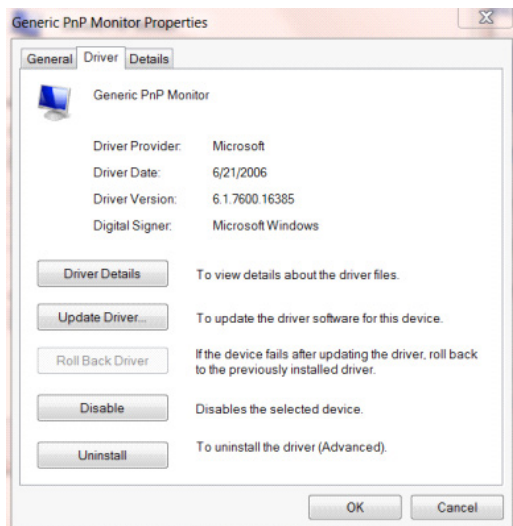 Generic PnP Monitor Properties
General Driver Details
Generic PnP Monitor
Driver Provider: Microsoft
Driver Date: 6/21/2006
Driver Version: 6.1.7600.16385
Digital Signer: Microsoft Windows
Driver Details To view details about the driver files.
Update Driver... To update the driver software for this device.
Roll Back Driver If the device fails after updating the driver, roll back
to the previously installed driver.
Disable Disables the selected device.
Uninstall To uninstall the driver (Advanced).
OK Cancel